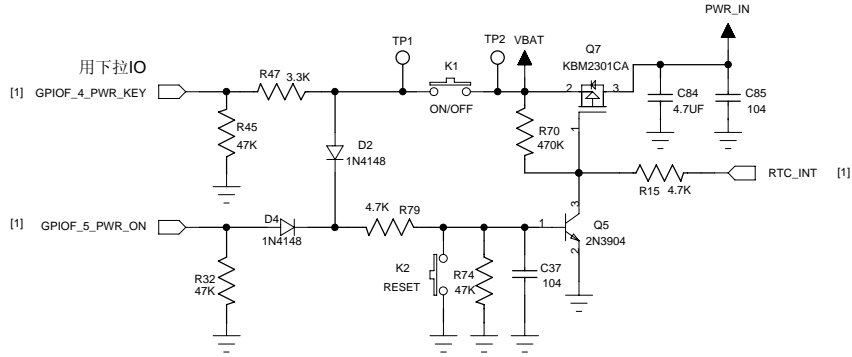 PWR_IN
TP1
TP2
VBAT
Q7
KBM2301CA
用下拉IO
K1
R47
3.3K
2
3
[1]
GPIOF_4_PWR_KEY
ON/OFF
C84
4.7UF
C85
104
R45
47K
R70
470K
1
D2
1N4148
RTC_INT
[1]
R15
4.7K
[1]
GPIOF_5_PWR_ON
D4
1N4148
4.7K
R79
3
1
Q5
2N3904
2
R32
47K
K2
RESET
R74
47K
C37
104